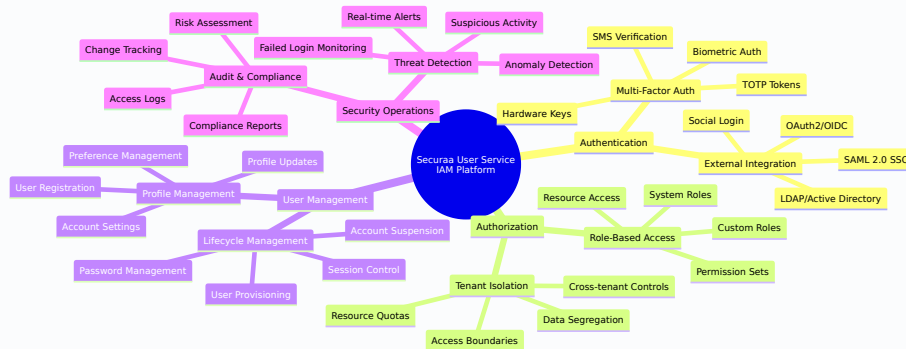 Securaa User Service
IAM Platform
Authentication
Multi-Factor Auth
SMS Verification
Biometric Auth
TOTP Tokens
Hardware Keys
External Integration
Social Login
OAuth2/OIDC
SAML 2.0 SSO
LDAP/Active Directory
Authorization
Role-Based Access
Resource Access
System Roles
Custom Roles
Permission Sets
Tenant Isolation
Cross-tenant Controls
Data Segregation
Access Boundaries
Resource Quotas
User Management
Profile Management
Preference Management
Profile Updates
User Registration
Account Settings
Lifecycle Management
Account Suspension
Session Control
User Provisioning
Password Management
Security Operations
Threat Detection
Real-time Alerts
Suspicious Activity
Failed Login Monitoring
Anomaly Detection
Audit & Compliance
Risk Assessment
Change Tracking
Access Logs
Compliance Reports